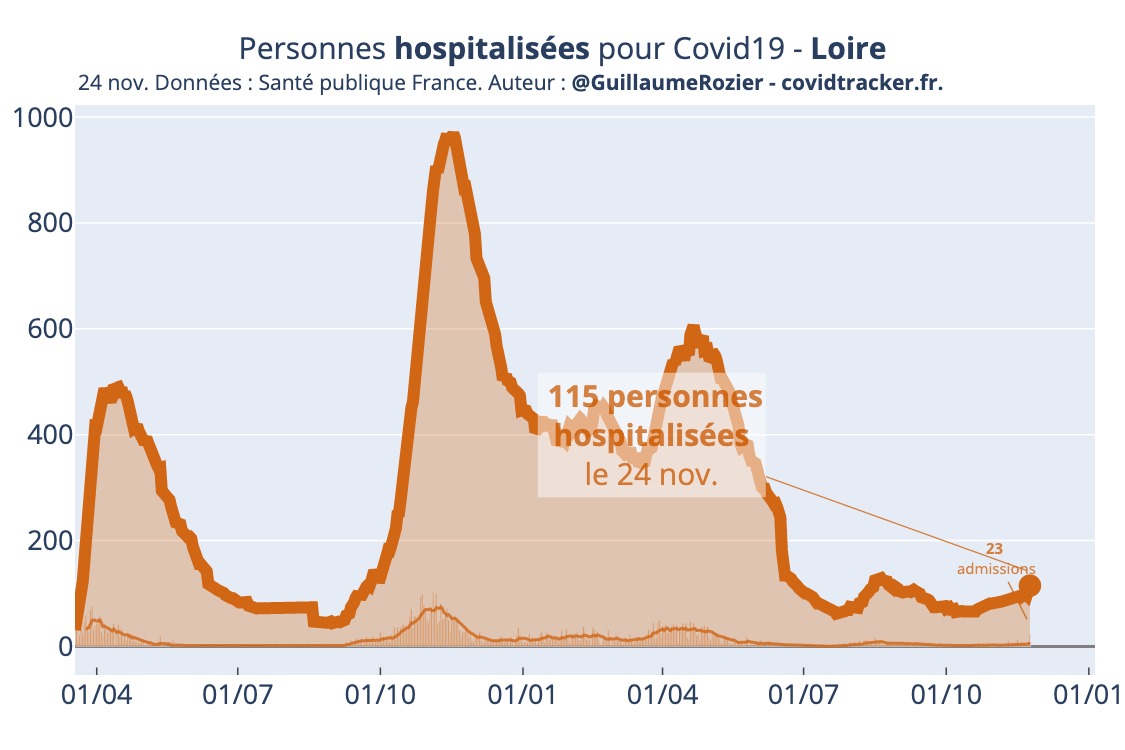 Personnes hospitalisées pour Covid19 - Loire
24 nov. Données : Santé publique France. Auteur : @GuillaumeRozier - covidtracker.fr.
1000
800
600
400
200
0
115 personnes
hospitalisées
le 24 nov.
23
admissions
01/04 01/07 01/10 01/01 01/04 01/07 01/10 01/01